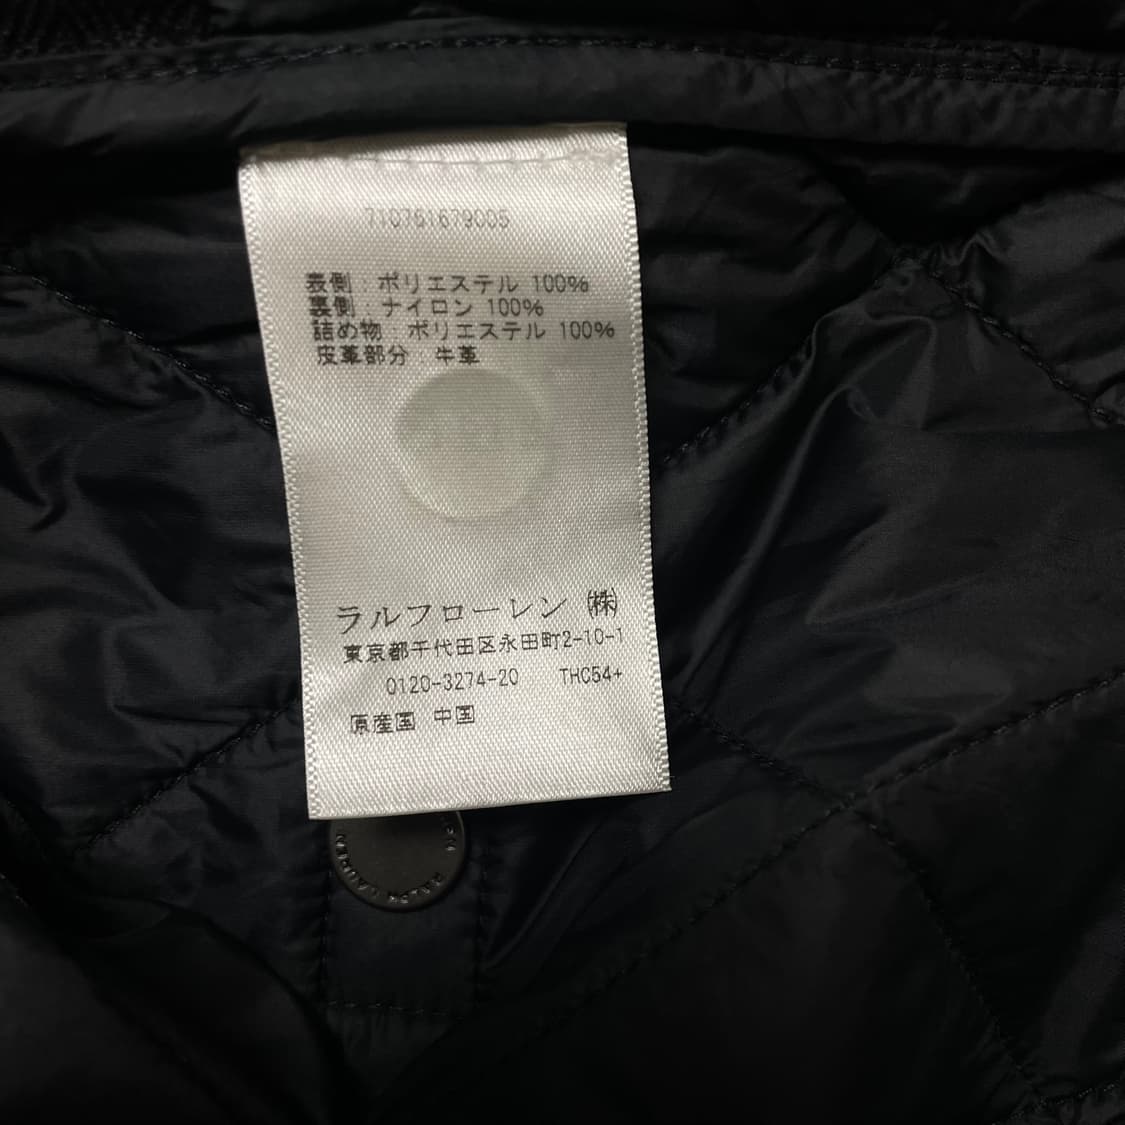 710761679005
表側:ポリエステル 100%
裏側:ナイロン 100%
詰め物:ポリエステル 100%
皮革部分:牛革
ラルフローレン ㈱
東京都千代田区永田町2-10-1
0120-3274-20 THC54+
原産国 中国
RALPH LAUREN